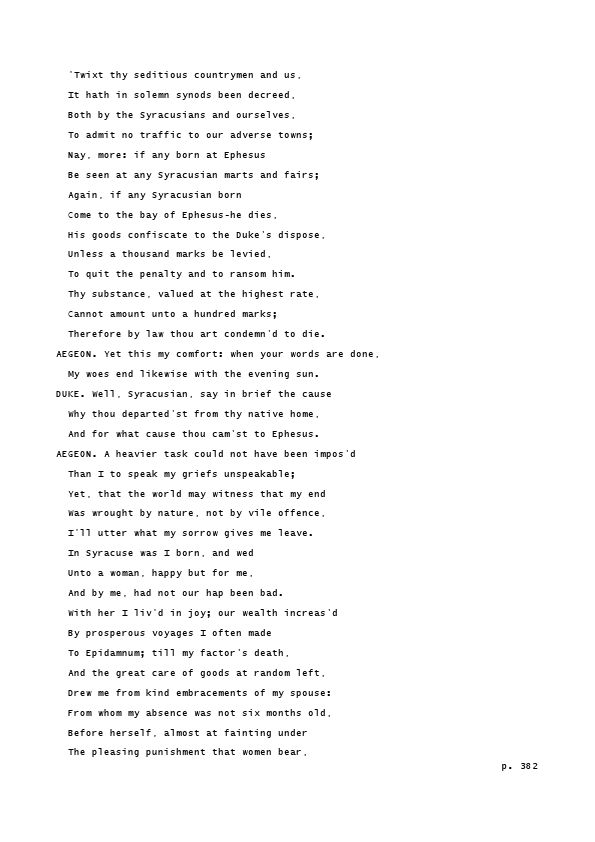 'Twixt thy seditious countrymen and us,
It hath in solemn synods been decreed,
Both by the Syracusians and ourselves,
To admit no traffic to our adverse towns;
Nay, more: if any born at Ephesus
Be seen at any Syracusian marts and fairs;
Again, if any Syracusian born
Come to the bay of Ephesus-he dies,
His goods confiscate to the Duke's dispose,
Unless a thousand marks be levied,
To quit the penalty and to ransom him.
Thy substance, valued at the highest rate,
Cannot amount unto a hundred marks;
Therefore by law thou art condemn'd to die.
AEGEON. Yet this my comfort: when your words are done,
My woes end likewise with the evening sun.
DUKE. Well, Syracusian, say in brief the cause
Why thou departed'st from thy native home,
And for what cause thou cam'st to Ephesus.
AEGEON. A heavier task could not have been impos'd
Than I to speak my griefs unspeakable;
Yet, that the world may witness that my end
Was wrought by nature, not by vile offence,
I'll utter what my sorrow gives me leave.
In Syracuse was I born, and wed
Unto a woman, happy but for me,
And by me, had not our hap been bad.
With her I liv'd in joy; our wealth increas'd
By prosperous voyages I often made
To Epidamnum; till my factor's death,
And the great care of goods at random left,
Drew me from kind embracements of my spouse:
From whom my absence was not six months old,
Before herself, almost at fainting under
The pleasing punishment that women bear,
p. 382